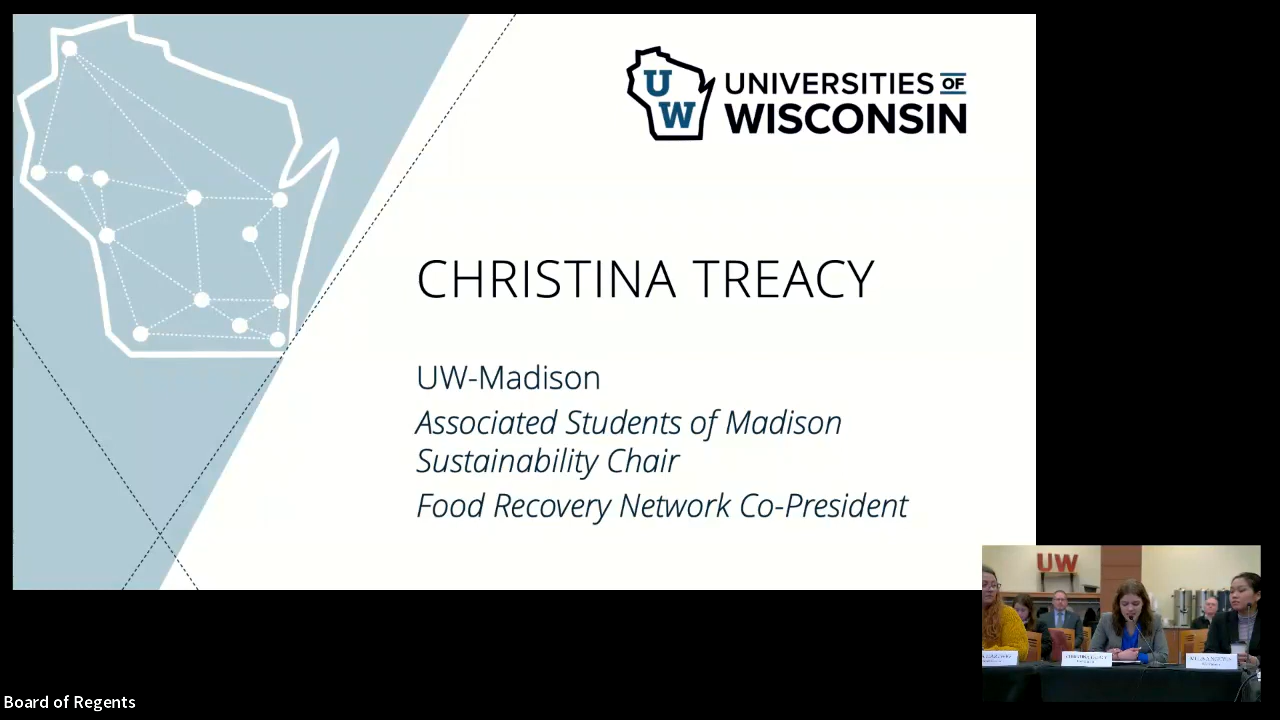 UW
UNIVERSITIES OF
WISCONSIN
CHRISTINA TREACY
UW-Madison
Associated Students of Madison
Sustainability Chair
Food Recovery Network Co-President
UW
Board of Regents